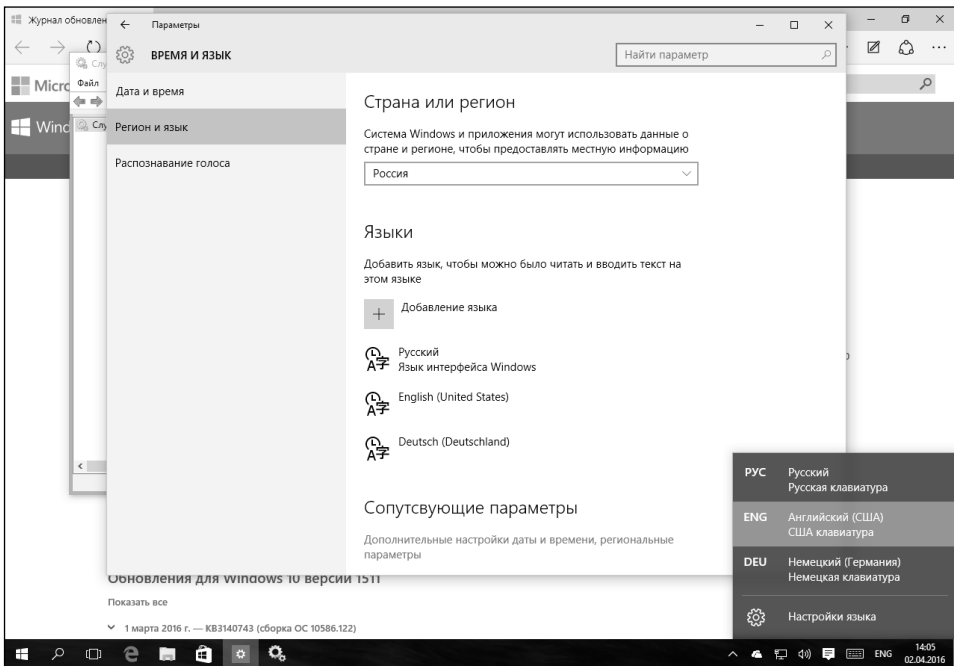 Журнал обновлен
Параметры
ВРЕМЯ И ЯЗЫК
Найти параметр
Слу
Файл
Слу
Micro
Wind
Дата и время
Регион и язык
Распознавание голоса
Страна или регион
Система Windows и приложения могут использовать данные о
стране и регионе, чтобы предоставлять местную информацию
Россия
Языки
Добавить язык, чтобы можно было читать и вводить текст на
этом языке
Добавление языка
Русский
Язык интерфейса Windows
English (United States)
Deutsch (Deutschland)
Сопутсвующие параметры
Дополнительные настройки даты и времени, региональные
параметры
РУС Русский
Русская клавиатура
ENG Английский (США)
США клавиатура
DEU Немецкий (Германия)
Немецкая клавиатура
Настройки языка
Обновления для Windows 10 версии 1511
Показать все
1 марта 2016 г. — KB3140743 (сборка ОС 10586.122)
ENG
14:05
02.04.2016